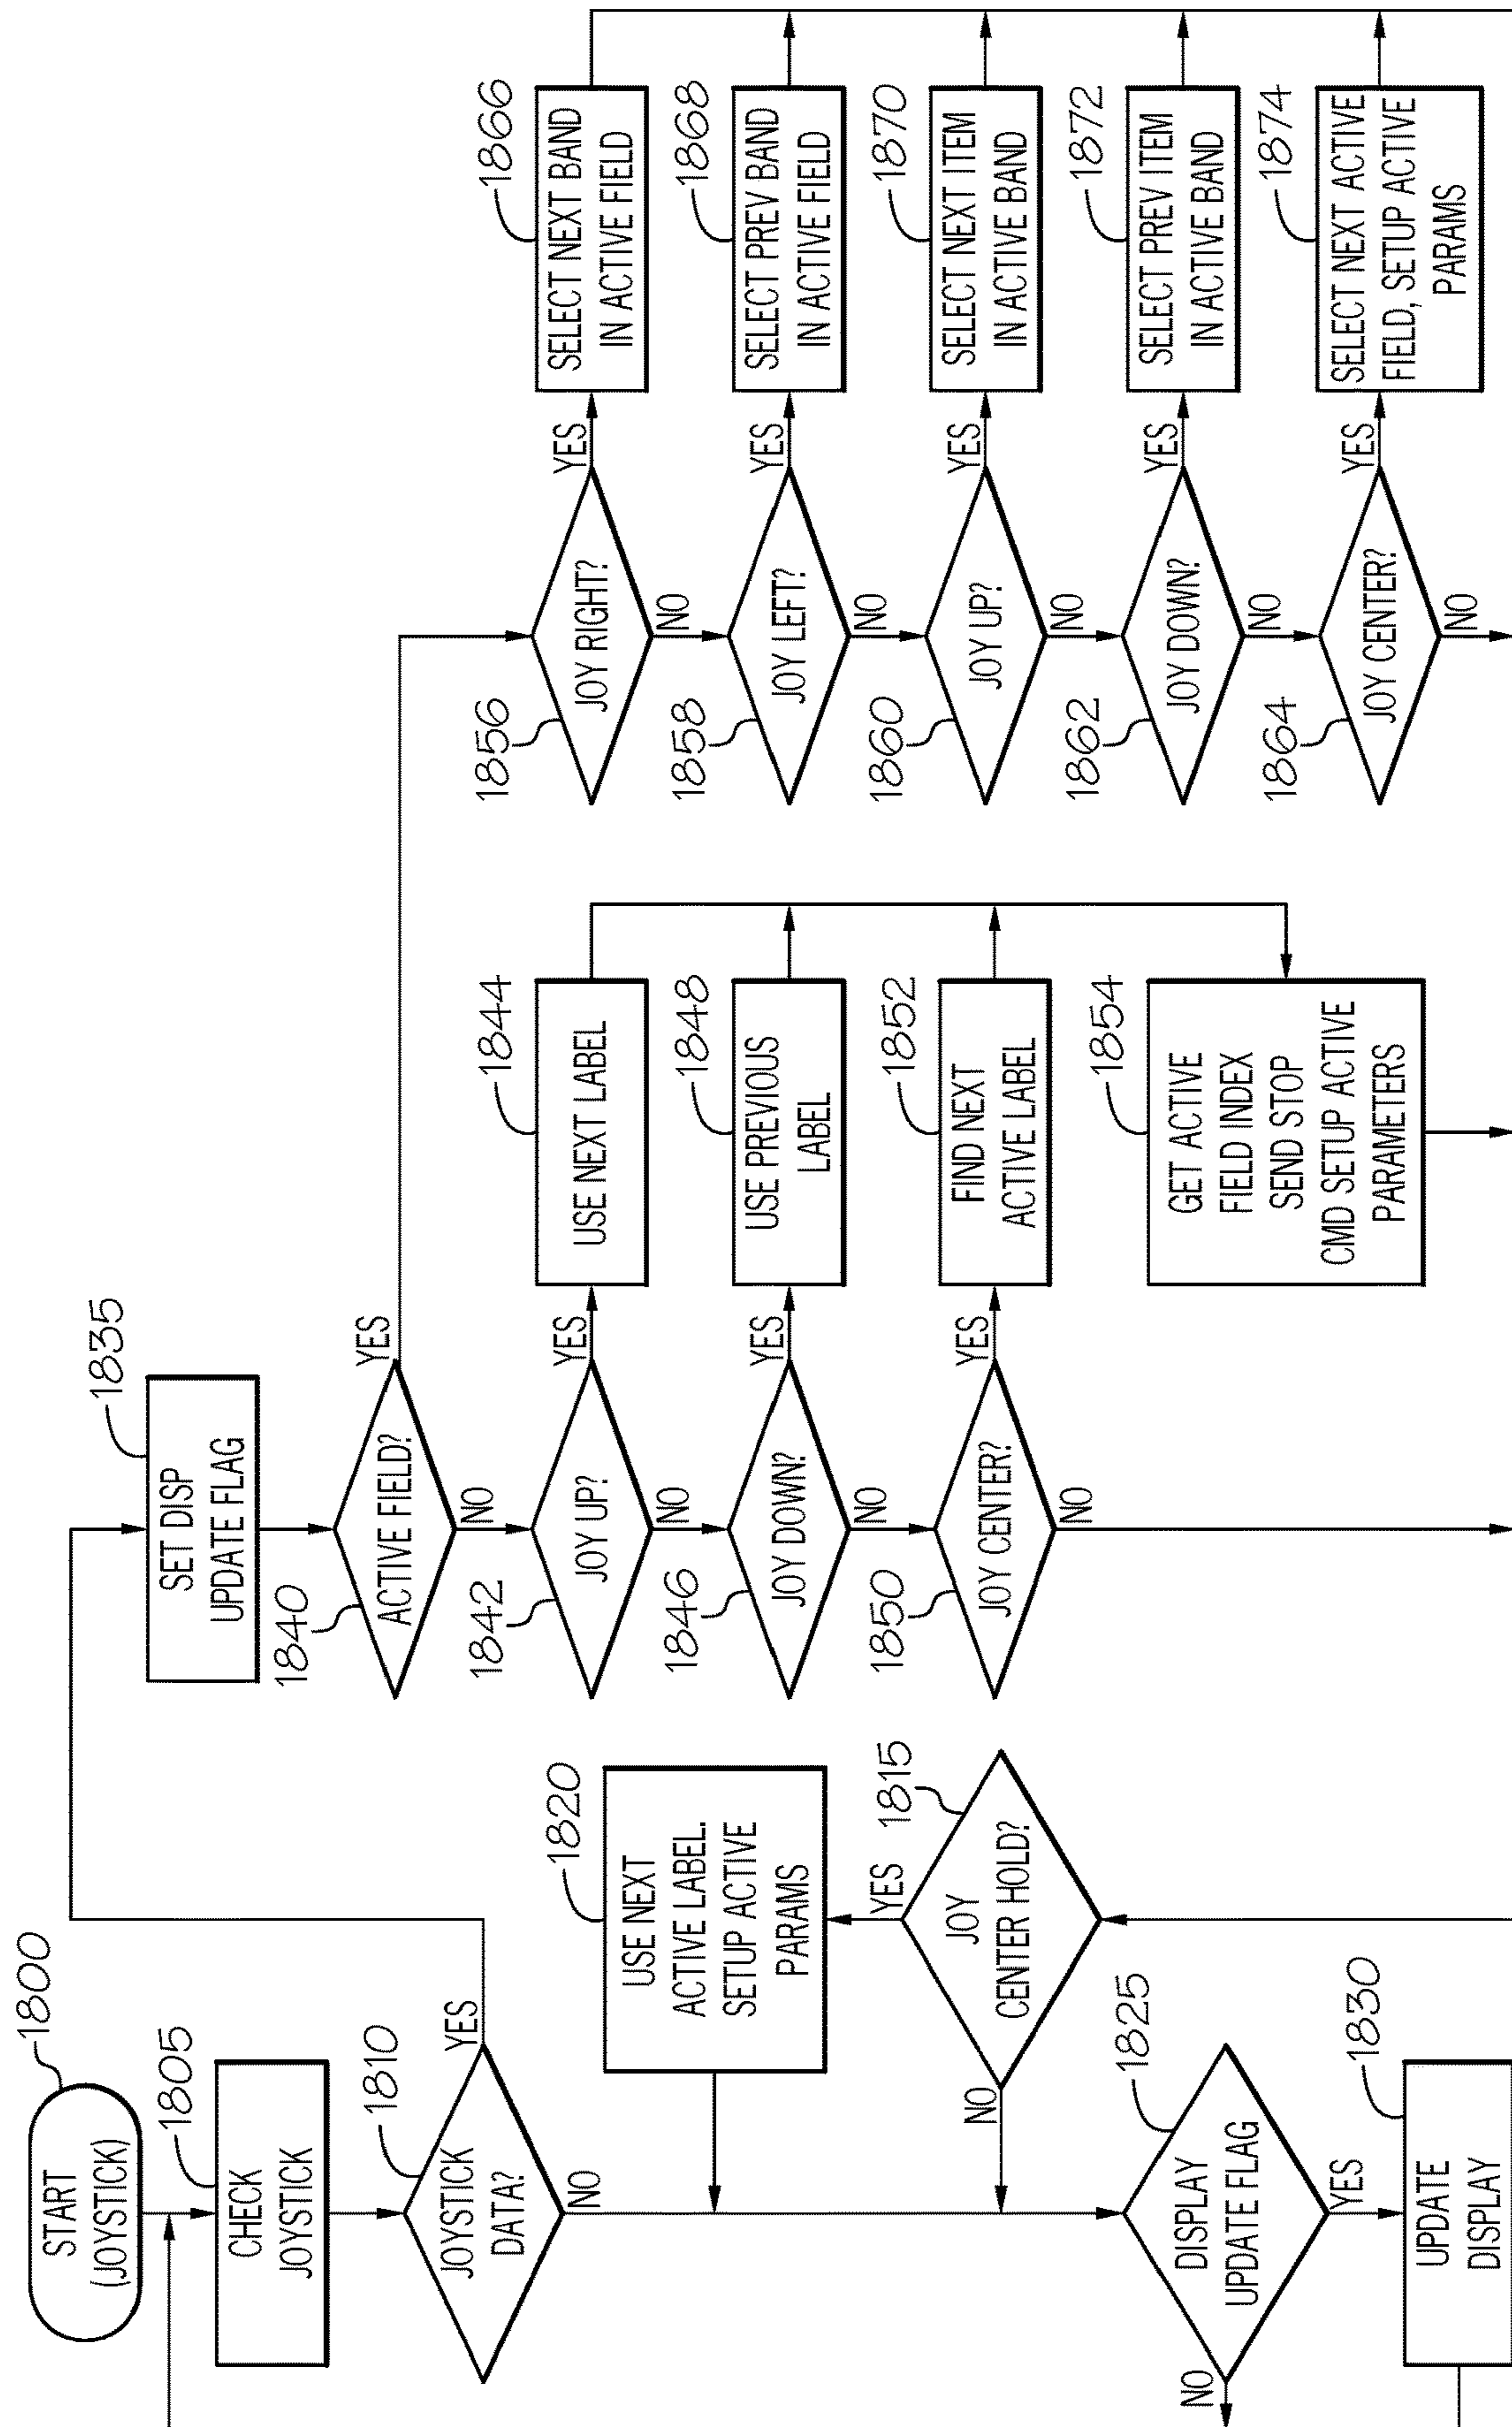 START
(JOYSTICK)
1800
CHECK
JOYSTICK
1805
JOYSTICK
DATA?
1810
YES
NO
USE NEXT
ACTIVE LABEL.
SETUP ACTIVE
PARAMS
1820
JOY
CENTER HOLD?
1815
YES
NO
DISPLAY
UPDATE FLAG
1825
YES
NO
UPDATE
DISPLAY
1830
SET DISP
UPDATE FLAG
1835
ACTIVE FIELD?
1840
YES
NO
JOY UP?
1842
YES
NO
USE NEXT LABEL
1844
JOY DOWN?
1846
YES
NO
USE PREVIOUS
LABEL
1848
JOY CENTER?
1850
YES
NO
FIND NEXT
ACTIVE LABEL
1852
GET ACTIVE
FIELD INDEX
SEND STOP
CMD SETUP ACTIVE
PARAMETERS
1854
JOY RIGHT?
1856
YES
NO
SELECT NEXT BAND
IN ACTIVE FIELD
1866
JOY LEFT?
1858
YES
NO
SELECT PREV BAND
IN ACTIVE FIELD
1868
JOY UP?
1860
YES
NO
SELECT NEXT ITEM
IN ACTIVE BAND
1870
JOY DOWN?
1862
YES
NO
SELECT PREV ITEM
IN ACTIVE BAND
1872
JOY CENTER?
1864
YES
NO
SELECT NEXT ACTIVE
FIELD, SETUP ACTIVE
PARAMS
1874